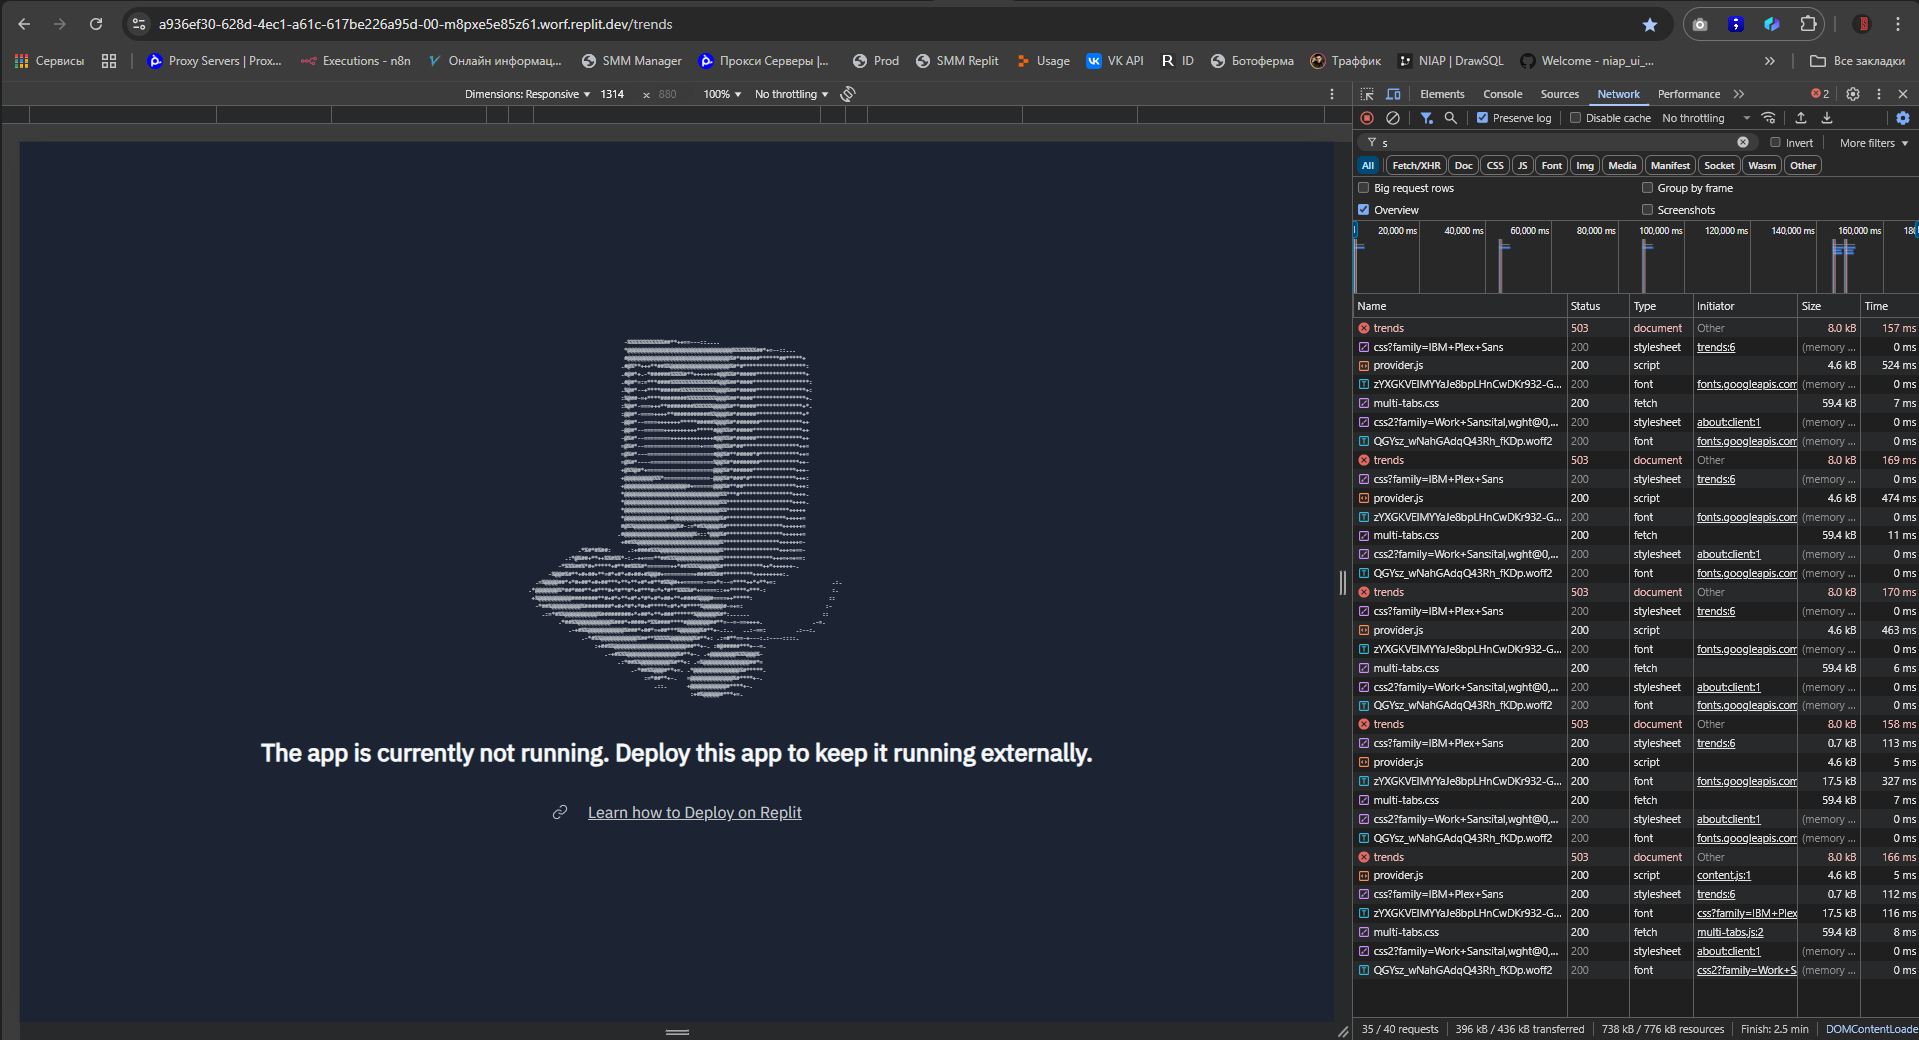 a936ef30-628d-4ec1-a61c-617be226a95d-00-m8pxe5e85z61.worf.replit.dev/trends
Сервисы
Proxy Servers | Prox...
Executions - n8n
Онлайн информац...
SMM Manager
Прокси Серверы |...
Prod
SMM Replit
Usage
VK API
R ID
Ботоферма
Траффик
NIAP | DrawSQL
Welcome - niap_ui_...
»
Все закладки
Dimensions: Responsive 1314 x 880 100% No throttling
Elements Console Sources Network Performance » 2
Preserve log Disable cache No throttling
s Invert More filters
All Fetch/XHR Doc CSS JS Font Img Media Manifest Socket Wasm Other
Big request rows Group by frame
Overview Screenshots
20,000 ms 40,000 ms 60,000 ms 80,000 ms 100,000 ms 120,000 ms 140,000 ms 160,000 ms 180
Name Status Type Initiator Size Time
trends 503 document Other 8.0 kB 157 ms
css?family=IBM+Plex+Sans 200 stylesheet trends:6 (memory ... 0 ms
provider.js 200 script 4.6 kB 524 ms
zYXGKVElMYYaJe8bpLHnCwDKr932-G... 200 font fonts.googleapis.com (memory ... 0 ms
multi-tabs.css 200 fetch 59.4 kB 7 ms
css2?family=Work+Sans:ital,wght@0,... 200 stylesheet about:client:1 (memory ... 0 ms
QGYsz_wNahGAdqQ43Rh_fKDp.woff2 200 font fonts.googleapis.com (memory ... 0 ms
trends 503 document Other 8.0 kB 169 ms
css?family=IBM+Plex+Sans 200 stylesheet trends:6 (memory ... 0 ms
provider.js 200 script 4.6 kB 474 ms
zYXGKVElMYYaJe8bpLHnCwDKr932-G... 200 font fonts.googleapis.com (memory ... 0 ms
multi-tabs.css 200 fetch 59.4 kB 11 ms
css2?family=Work+Sans:ital,wght@0,... 200 stylesheet about:client:1 (memory ... 0 ms
QGYsz_wNahGAdqQ43Rh_fKDp.woff2 200 font fonts.googleapis.com (memory ... 0 ms
trends 503 document Other 8.0 kB 170 ms
css?family=IBM+Plex+Sans 200 stylesheet trends:6 (memory ... 0 ms
provider.js 200 script 4.6 kB 463 ms
zYXGKVElMYYaJe8bpLHnCwDKr932-G... 200 font fonts.googleapis.com (memory ... 0 ms
multi-tabs.css 200 fetch 59.4 kB 6 ms
css2?family=Work+Sans:ital,wght@0,... 200 stylesheet about:client:1 (memory ... 0 ms
QGYsz_wNahGAdqQ43Rh_fKDp.woff2 200 font fonts.googleapis.com (memory ... 0 ms
trends 503 document Other 8.0 kB 158 ms
css?family=IBM+Plex+Sans 200 stylesheet trends:6 0.7 kB 113 ms
provider.js 200 script 4.6 kB 5 ms
zYXGKVElMYYaJe8bpLHnCwDKr932-G... 200 font fonts.googleapis.com 17.5 kB 327 ms
multi-tabs.css 200 fetch 59.4 kB 7 ms
css2?family=Work+Sans:ital,wght@0,... 200 stylesheet about:client:1 (memory ... 0 ms
QGYsz_wNahGAdqQ43Rh_fKDp.woff2 200 font fonts.googleapis.com (memory ... 0 ms
trends 503 document Other 8.0 kB 166 ms
provider.js 200 script content.js:1 4.6 kB 5 ms
css?family=IBM+Plex+Sans 200 stylesheet trends:6 0.7 kB 112 ms
zYXGKVElMYYaJe8bpLHnCwDKr932-G... 200 font css?family=IBM+Plex 17.5 kB 116 ms
multi-tabs.css 200 fetch multi-tabs.js:2 59.4 kB 8 ms
css2?family=Work+Sans:ital,wght@0,... 200 stylesheet about:client:1 (memory ... 0 ms
QGYsz_wNahGAdqQ43Rh_fKDp.woff2 200 font css2?family=Work+S (memory ... 0 ms
35 / 40 requests 396 kB / 436 kB transferred 738 kB / 776 kB resources Finish: 2.5 min DOMContentLoade
The app is currently not running. Deploy this app to keep it running externally.
Learn how to Deploy on Replit